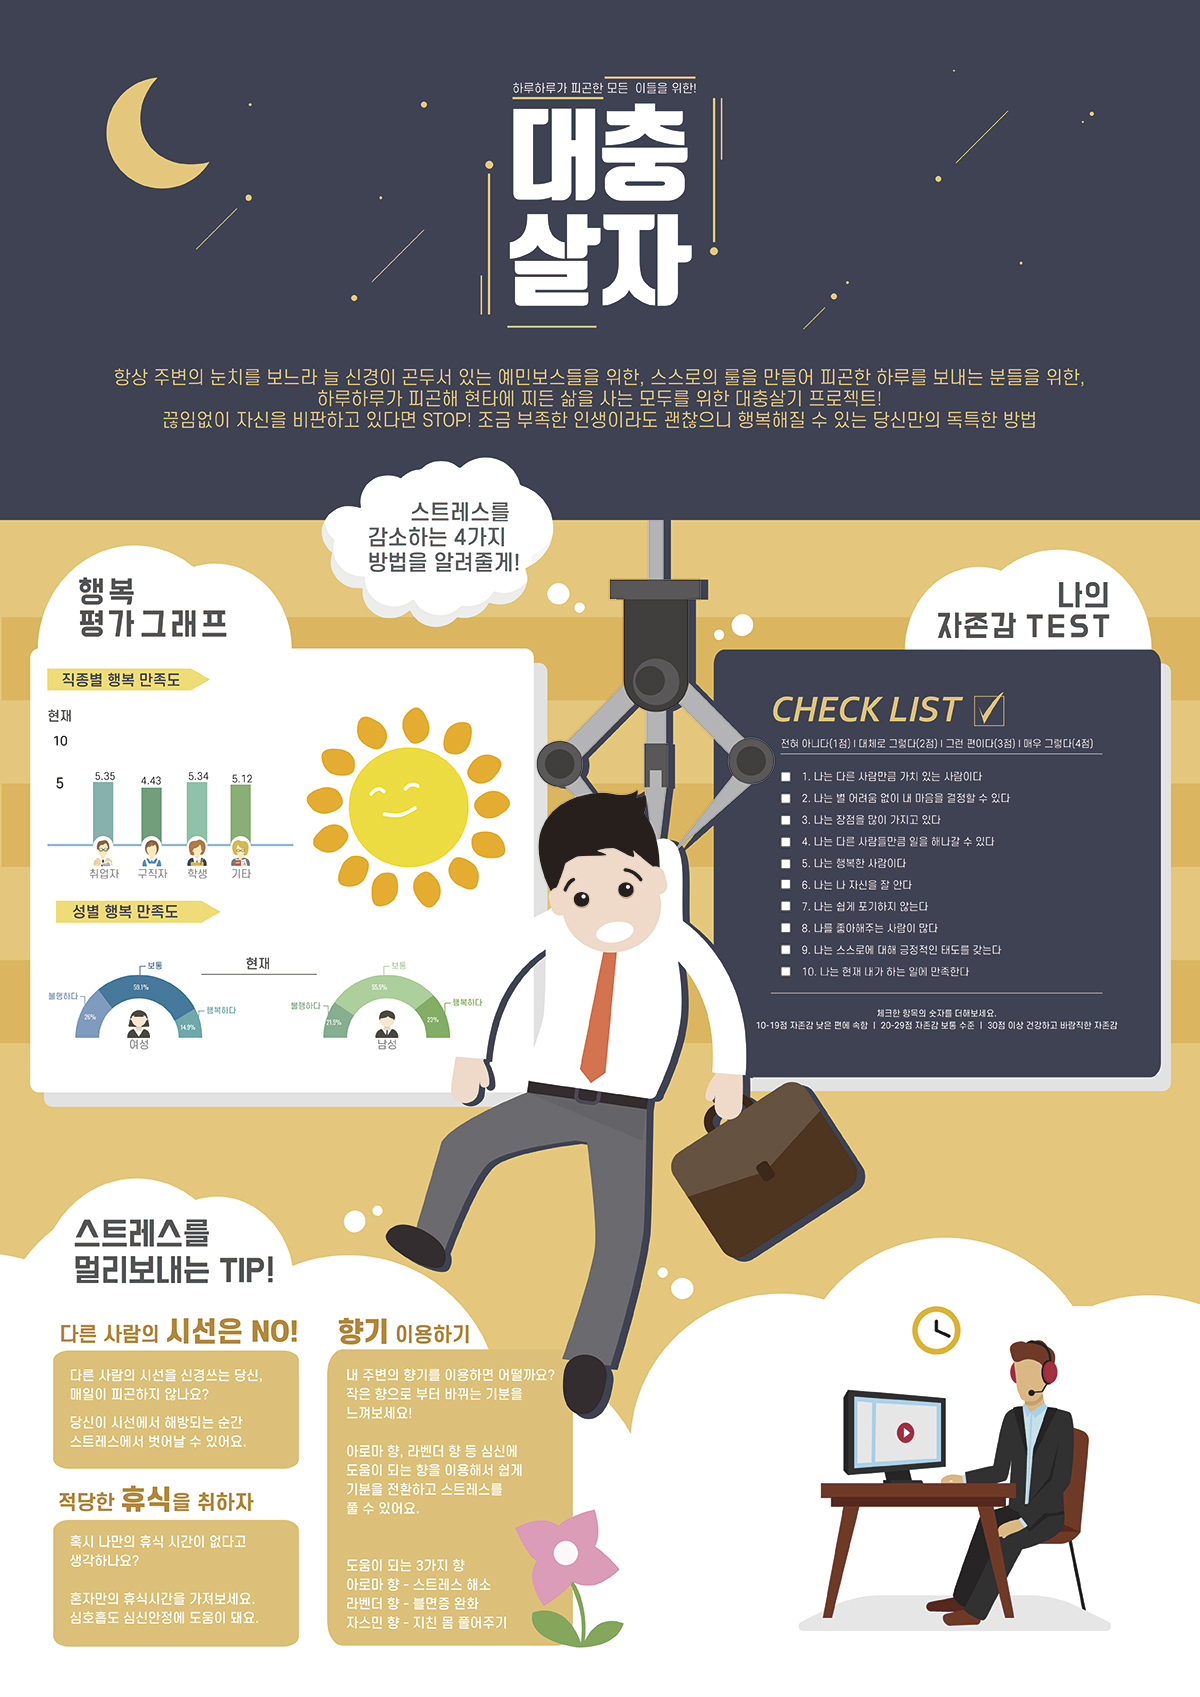 하루하루가 피곤한 모든 이들을 위한!
대충
살자
항상 주변의 눈치를 보느라 늘 신경이 곤두서 있는 예민보스들을 위한, 스스로의 룰을 만들어 피곤한 하루를 보내는 분들을 위한,
하루하루가 피곤해 현타에 찌든 삶을 사는 모두를 위한 대충살기 프로젝트!
끊임없이 자신을 비판하고 있다면 STOP! 조금 부족한 인생이라도 괜찮으니 행복해질 수 있는 당신만의 독특한 방법
스트레스를
감소하는 4가지
방법을 알려줄게!
행복
평가그래프
직종별 행복 만족도
현재
10
5
5.35
4.43
5.34
5.12
취업자
구직자
학생
기타
성별 행복 만족도
현재
불행하다
보통
행복하다
26%
59.1%
14.9%
여성
불행하다
보통
행복하다
21.9%
55.9%
22%
남성
나의
자존감 TEST
CHECK LIST
전혀 아니다(1점) I 대체로 그렇다(2점) I 그런 편이다(3점) I 매우 그렇다(4점)
1. 나는 다른 사람만큼 가치 있는 사람이다
2. 나는 별 어려움 없이 내 마음을 결정할 수 있다
3. 나는 장점을 많이 가지고 있다
4. 나는 다른 사람들만큼 일을 해나갈 수 있다
5. 나는 행복한 사람이다
6. 나는 나 자신을 잘 안다
7. 나는 쉽게 포기하지 않는다
8. 나를 좋아해주는 사람이 많다
9. 나는 스스로에 대해 긍정적인 태도를 갖는다
10. 나는 현재 내가 하는 일에 만족한다
체크한 항목의 숫자를 더해보세요.
10-19점 자존감 낮은 편에 속함 I 20-29점 자존감 보통 수준 I 30점 이상 건강하고 바람직한 자존감
스트레스를
멀리보내는 TIP!
다른 사람의 시선은 NO!
다른 사람의 시선을 신경쓰는 당신,
매일이 피곤하지 않나요?
당신이 시선에서 해방되는 순간
스트레스에서 벗어날 수 있어요.
적당한 휴식을 취하자
혹시 나만의 휴식 시간이 없다고
생각하나요?
혼자만의 휴식시간을 가져보세요.
심호흡도 심신안정에 도움이 돼요.
향기 이용하기
내 주변의 향기를 이용하면 어떨까요?
작은 향으로 부터 바뀌는 기분을
느껴보세요!
아로마 향, 라벤더 향 등 심신에
도움이 되는 향을 이용해서 쉽게
기분을 전환하고 스트레스를
풀 수 있어요.
도움이 되는 3가지 향
아로마 향 - 스트레스 해소
라벤더 향 - 불면증 완화
자스민 향 - 지친 몸 풀어주기